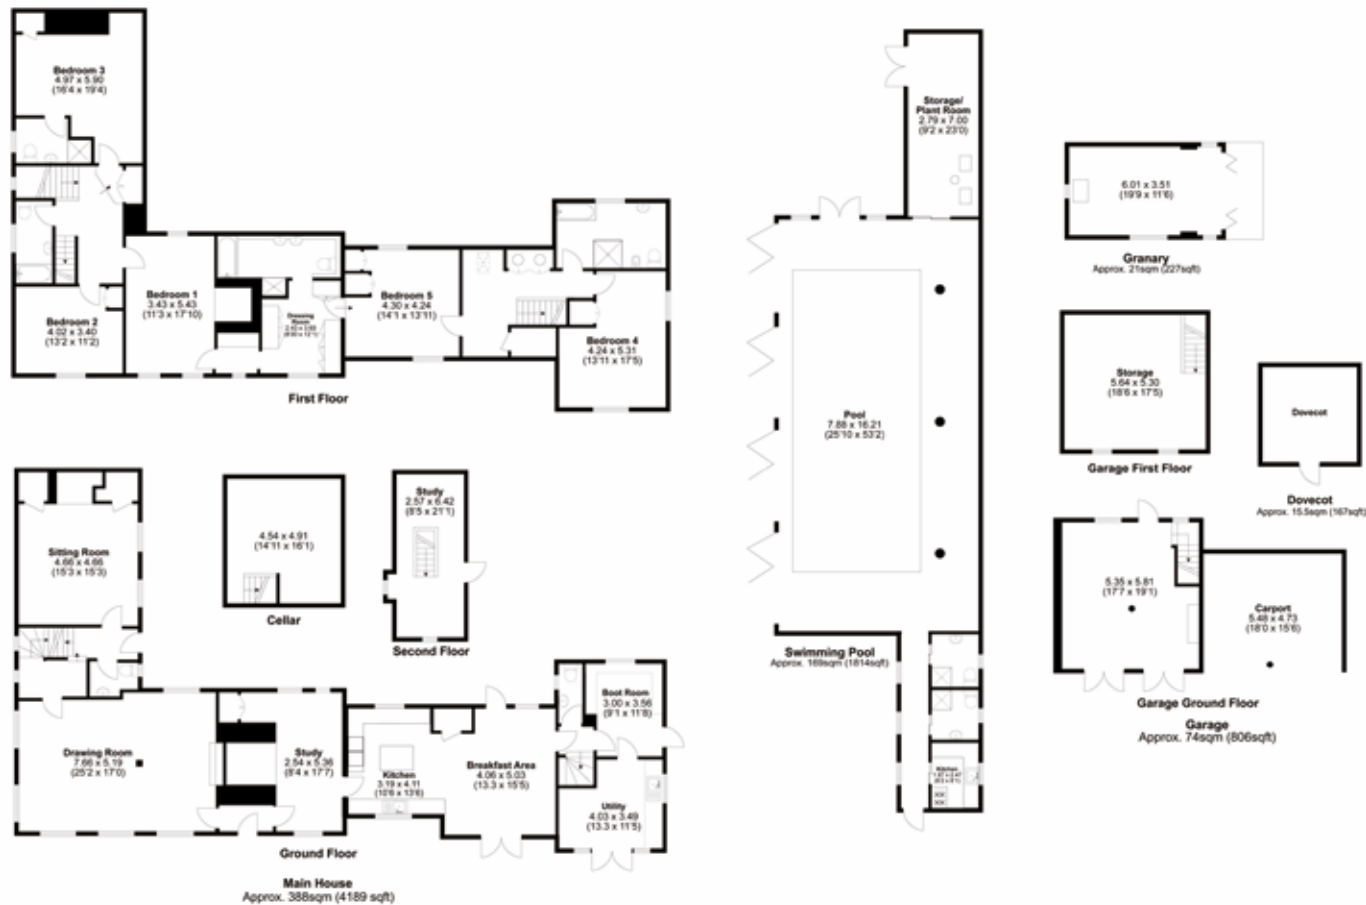 Bedroom 3
4.97 x 5.90
(16'4 x 19'4)
Bedroom 1
3.43 x 5.43
(11'3 x 17'10)
Bedroom 2
4.02 x 3.40
(13'2 x 11'2)
Dressing
Room
Bedroom 5
4.30 x 4.24
(14'1 x 13'11)
Bedroom 4
4.24 x 5.31
(13'11 x 17'5)
First Floor
Sitting Room
4.66 x 4.66
(15'3 x 15'3)
4.54 x 4.91
(14'11 x 16'1)
Cellar
Study
2.57 x 6.42
(8'5 x 21'1)
Second Floor
Drawing Room
7.66 x 5.19
(25'2 x 17'0)
Study
2.54 x 5.36
(8'4 x 17'7)
Kitchen
3.19 x 4.11
(10'6 x 13'6)
Breakfast Area
4.06 x 5.03
(13.3 x 15'5)
Boot Room
3.00 x 3.56
(9'1 x 11'8)
Utility
4.03 x 3.49
(13.3 x 11'5)
Ground Floor
Main House
Approx. 388sqm (4189 sqft)
Storage/
Plant Room
2.79 x 7.00
(9'2 x 23'0)
Pool
7.88 x 16.21
(25'10 x 53'2)
Swimming Pool
Approx. 169sqm (1814sqft)
Kitchen
6.01 x 3.51
(19'9 x 11'6)
Granary
Approx. 21sqm (227sqft)
Storage
5.64 x 5.30
(18'6 x 17'5)
Garage First Floor
Dovecot
Dovecot
Approx. 15.5sqm (167sqft)
5.35 x 5.81
(17'7 x 19'1)
Carport
5.48 x 4.73
(18'0 x 15'6)
Garage Ground Floor
Garage
Approx. 74sqm (806sqft)